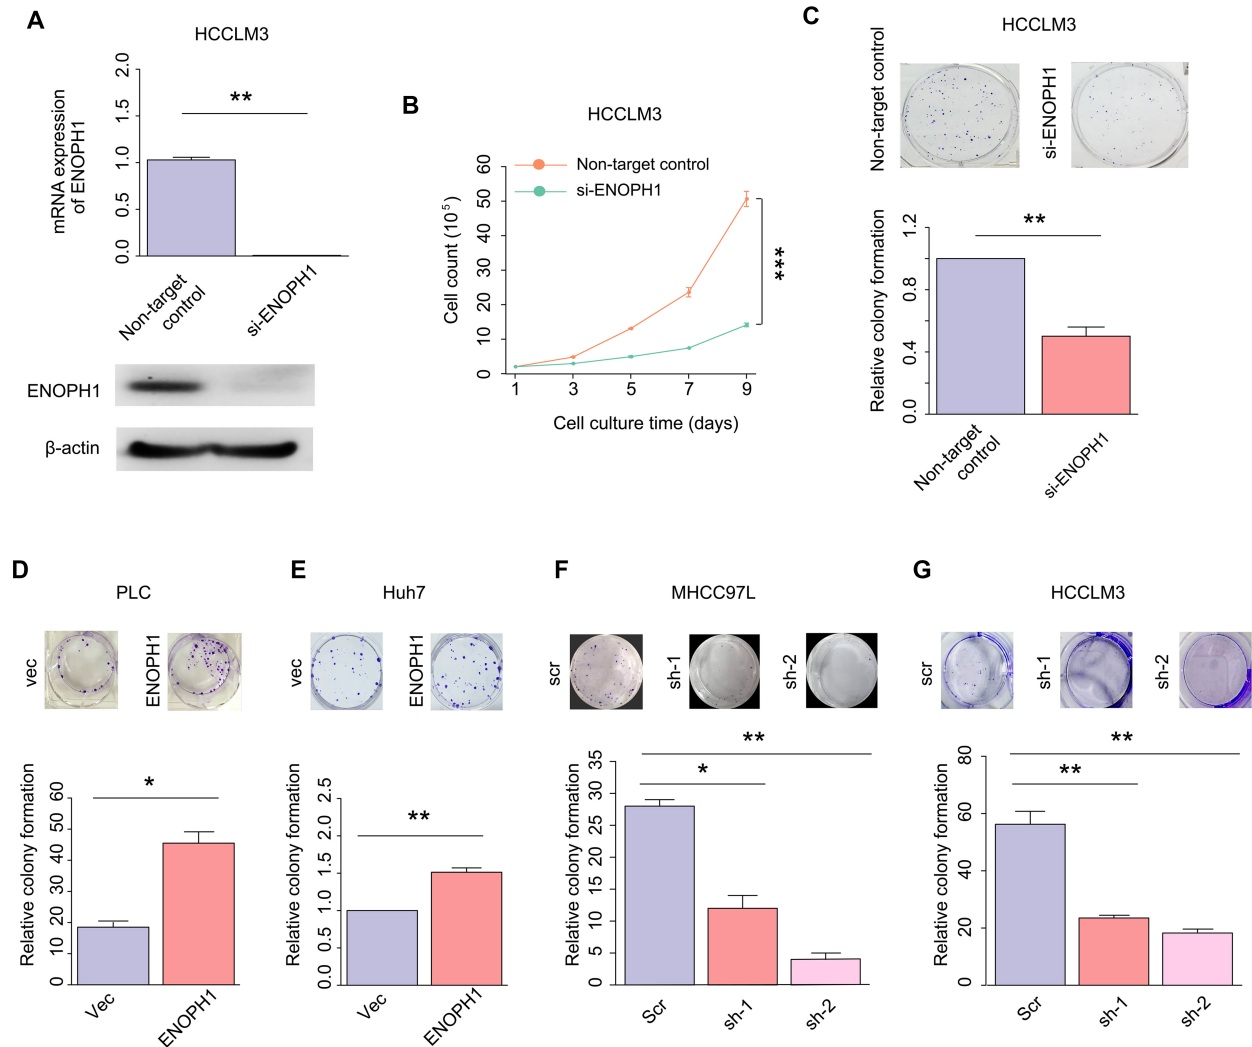 A
HCCLM3
mRNA expression
of ENOPH1
2.0
1.5
1.0
0.5
0.0
**
Non-target
control
si-ENOPH1
ENOPH1
β-actin
B
HCCLM3
Non-target control
si-ENOPH1
Cell count (10⁵)
60
50
40
30
20
10
0
***
1 3 5 7 9
Cell culture time (days)
C
HCCLM3
Non-target control
si-ENOPH1
Relative colony formation
1.2
0.8
0.4
0.0
**
Non-target
control
si-ENOPH1
D
PLC
vec
ENOPH1
Relative colony formation
60
50
40
30
20
10
0
*
Vec
ENOPH1
E
Huh7
vec
ENOPH1
Relative colony formation
2.5
2.0
1.5
1.0
0.5
0.0
**
Vec
ENOPH1
F
MHCC97L
scr
sh-1
sh-2
Relative colony formation
35
30
25
20
15
10
5
0
**
*
Scr
sh-1
sh-2
G
HCCLM3
scr
sh-1
sh-2
Relative colony formation
80
60
40
20
0
**
**
Scr
sh-1
sh-2